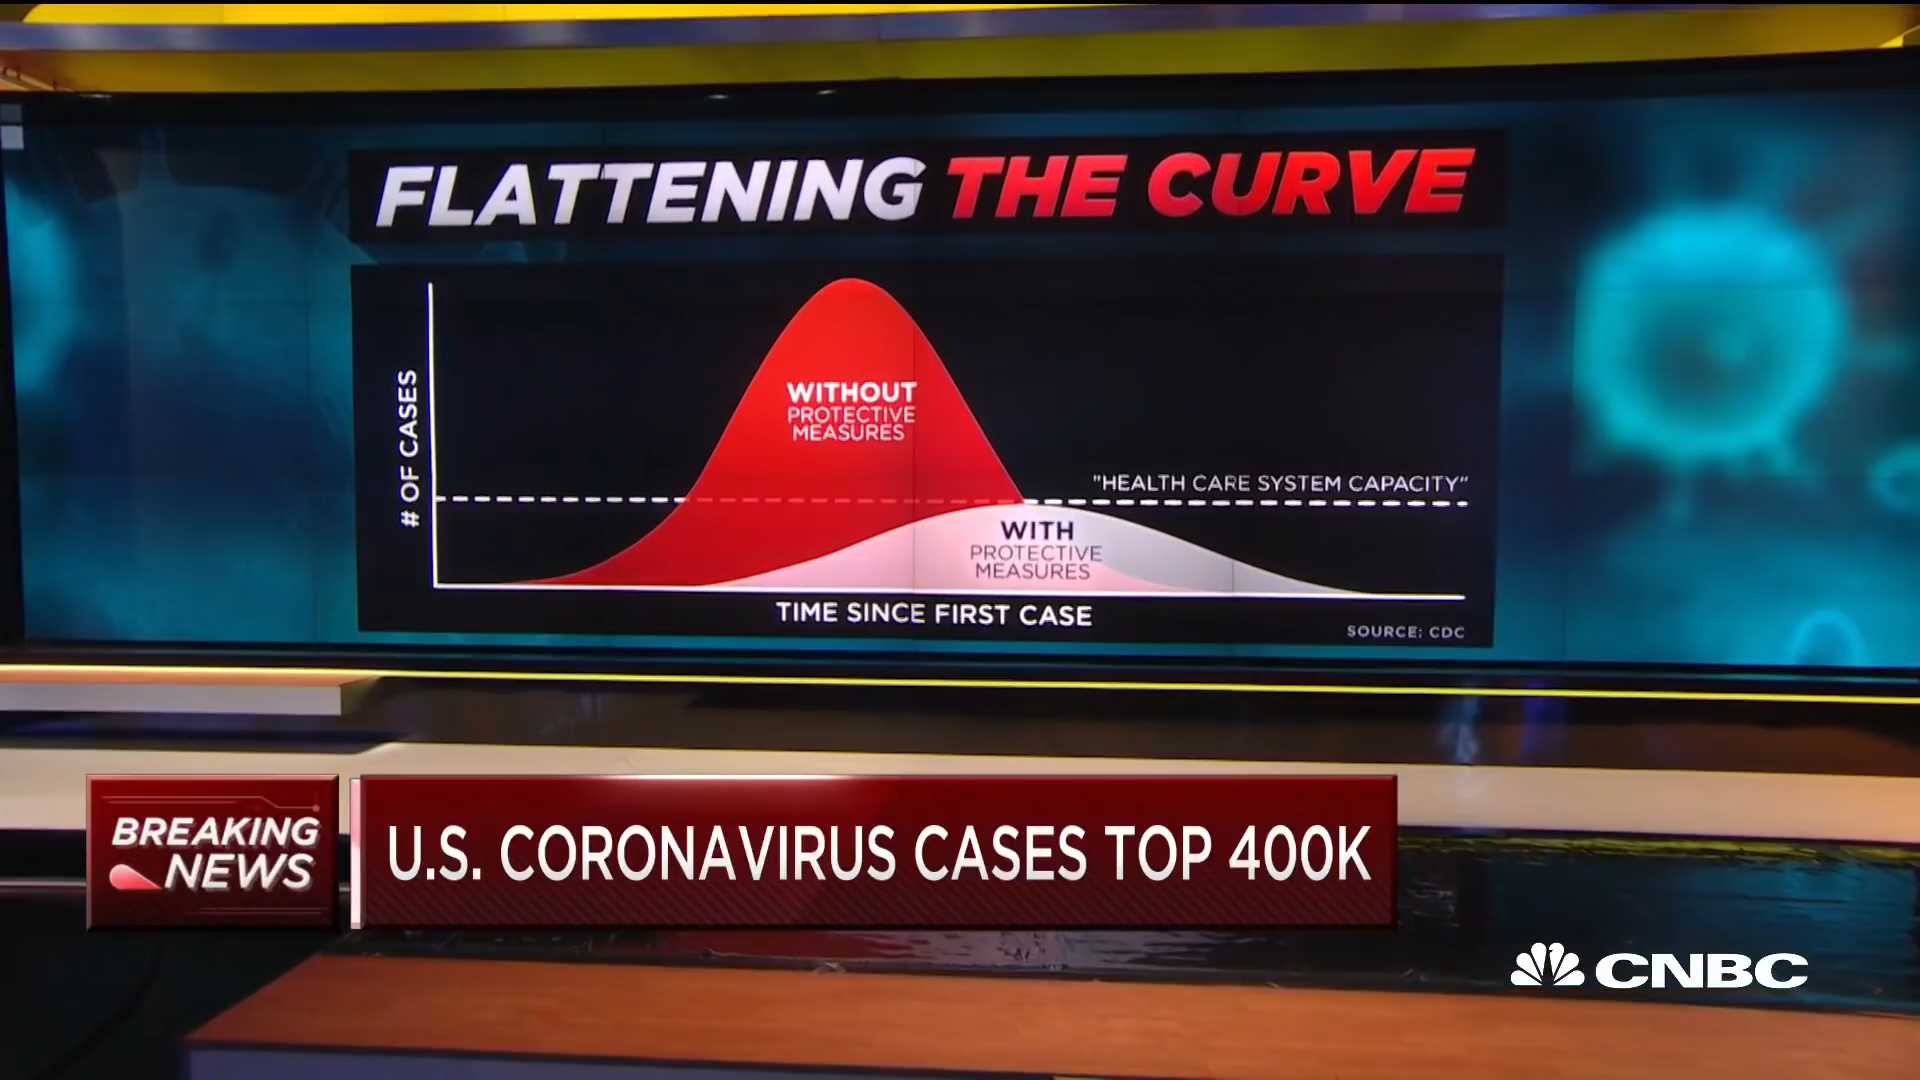 FLATTENING THE CURVE
# OF CASES
WITHOUT
PROTECTIVE
MEASURES
"HEALTH CARE SYSTEM CAPACITY"
WITH
PROTECTIVE
MEASURES
TIME SINCE FIRST CASE
SOURCE: CDC
BREAKING
NEWS
U.S. CORONAVIRUS CASES TOP 400K
CNBC